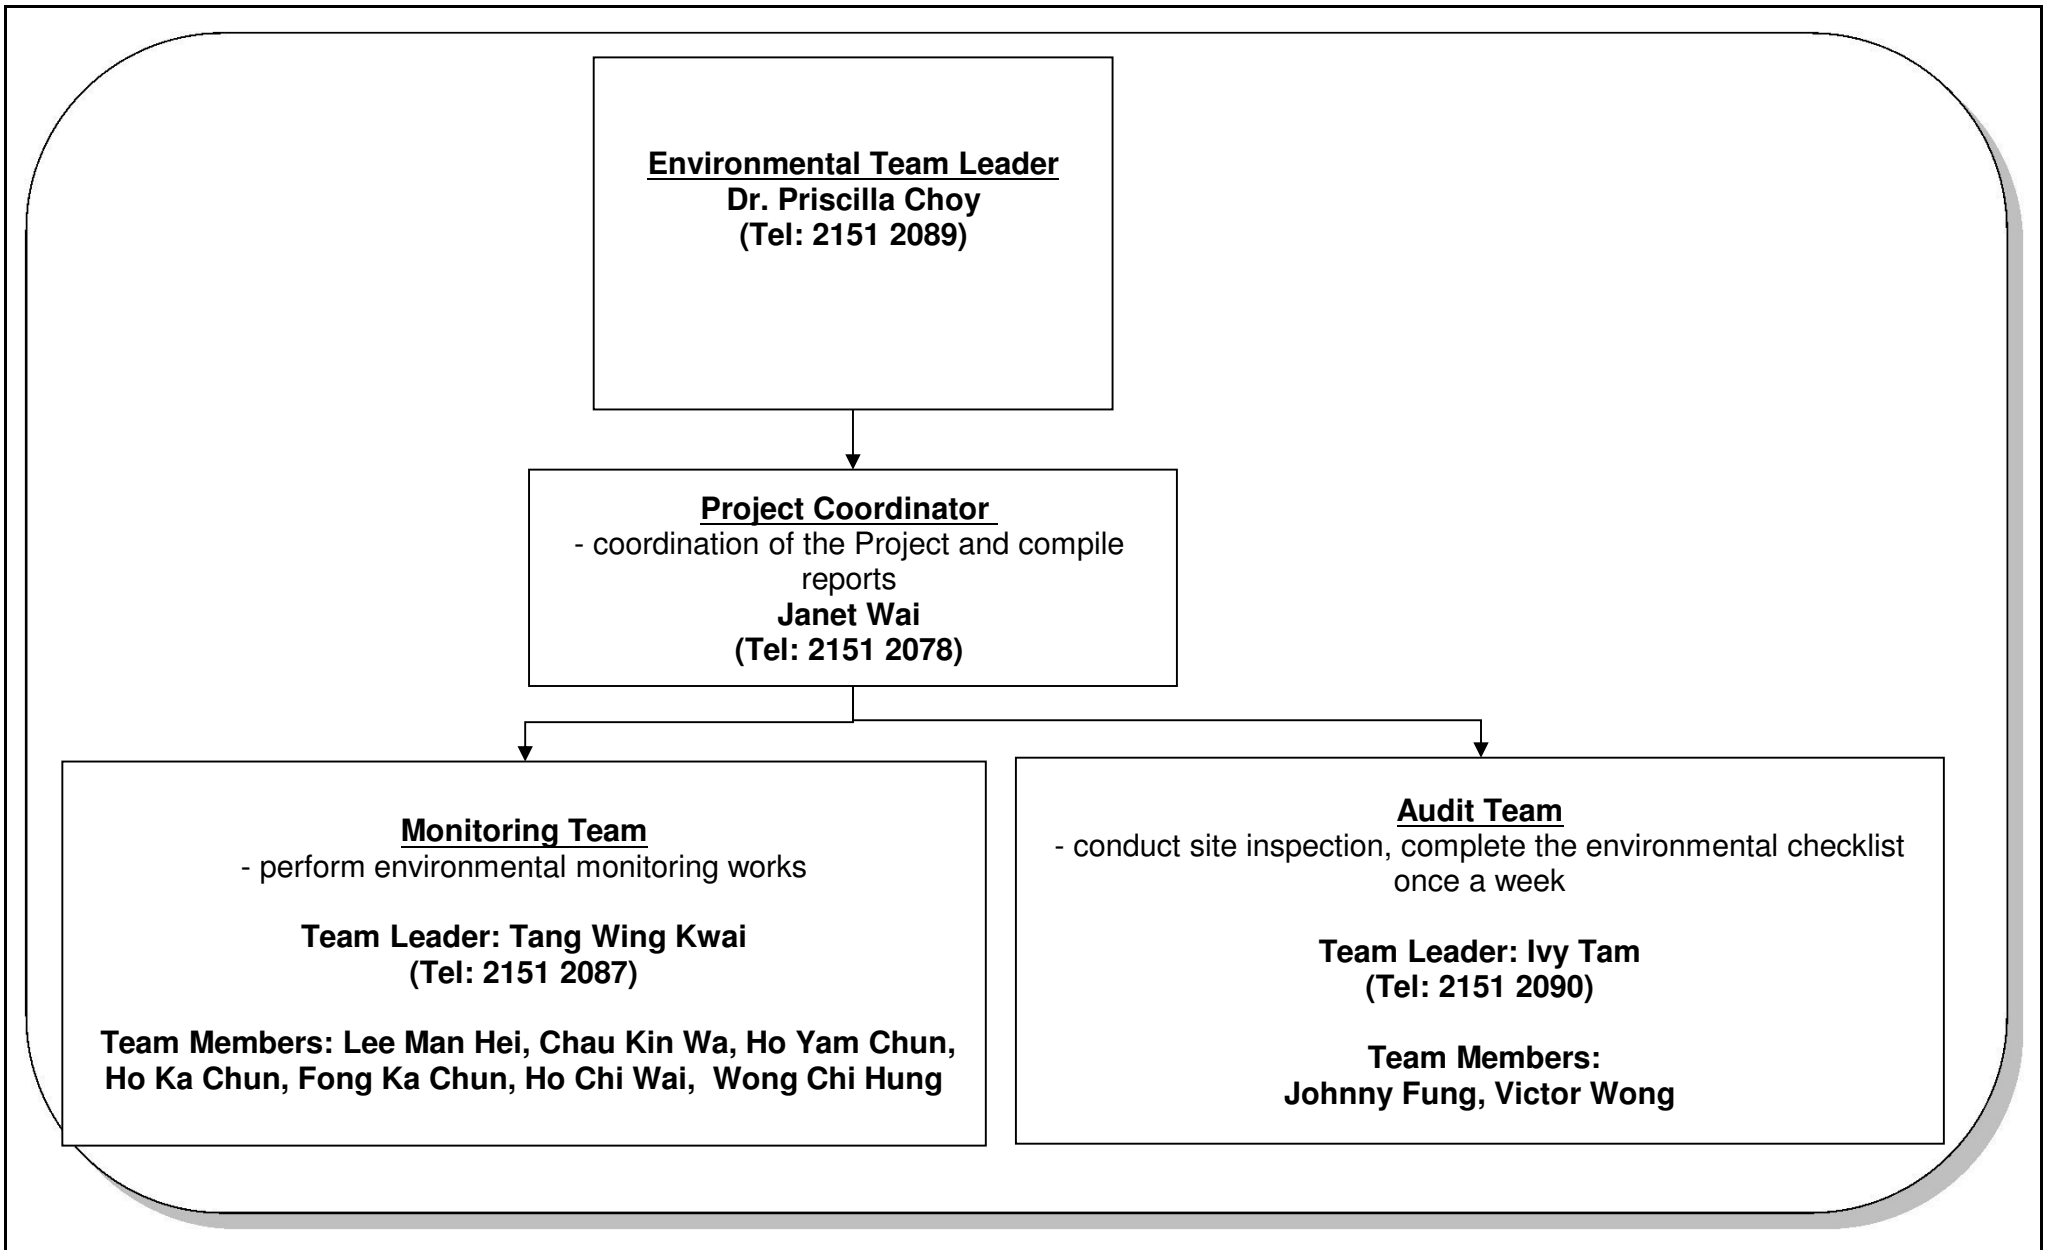 Environmental Team Leader
Dr. Priscilla Choy
(Tel: 2151 2089)
Project Coordinator
- coordination of the Project and compile
reports
Janet Wai
(Tel: 2151 2078)
Monitoring Team
- perform environmental monitoring works
Team Leader: Tang Wing Kwai
(Tel: 2151 2087)
Team Members: Lee Man Hei, Chau Kin Wa, Ho Yam Chun,
Ho Ka Chun, Fong Ka Chun, Ho Chi Wai,  Wong Chi Hung
Audit Team
- conduct site inspection, complete the environmental checklist
once a week
Team Leader: Ivy Tam
(Tel: 2151 2090)
Team Members:
Johnny Fung, Victor Wong